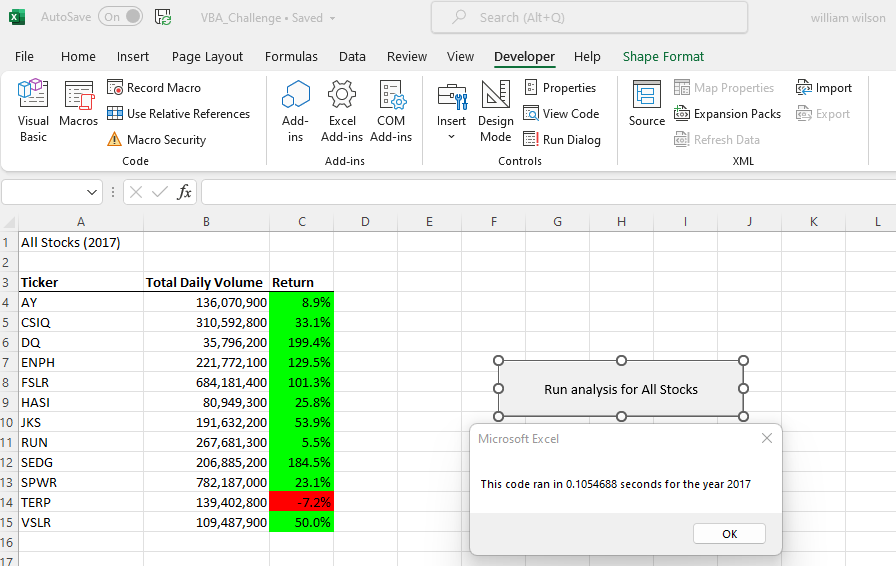 AutoSave On VBA_Challenge • Saved Search (Alt+Q) william wilson
File Home Insert Page Layout Formulas Data Review View Developer Help Shape Format
Visual Basic
Macros
Record Macro
Use Relative References
Macro Security
Code
Add-ins
Excel Add-ins
COM Add-ins
Add-ins
Insert
Design Mode
Properties
View Code
Run Dialog
Controls
Source
Map Properties
Expansion Packs
Refresh Data
Import
Export
XML
fx
A B C D E F G H I J K L
1 All Stocks (2017)
2
3 Ticker Total Daily Volume Return
4 AY 136,070,900 8.9%
5 CSIQ 310,592,800 33.1%
6 DQ 35,796,200 199.4%
7 ENPH 221,772,100 129.5%
8 FSLR 684,181,400 101.3%
9 HASI 80,949,300 25.8%
10 JKS 191,632,200 53.9%
11 RUN 267,681,300 5.5%
12 SEDG 206,885,200 184.5%
13 SPWR 782,187,000 23.1%
14 TERP 139,402,800 -7.2%
15 VSLR 109,487,900 50.0%
16
17
Run analysis for All Stocks
Microsoft Excel
This code ran in 0.1054688 seconds for the year 2017
OK